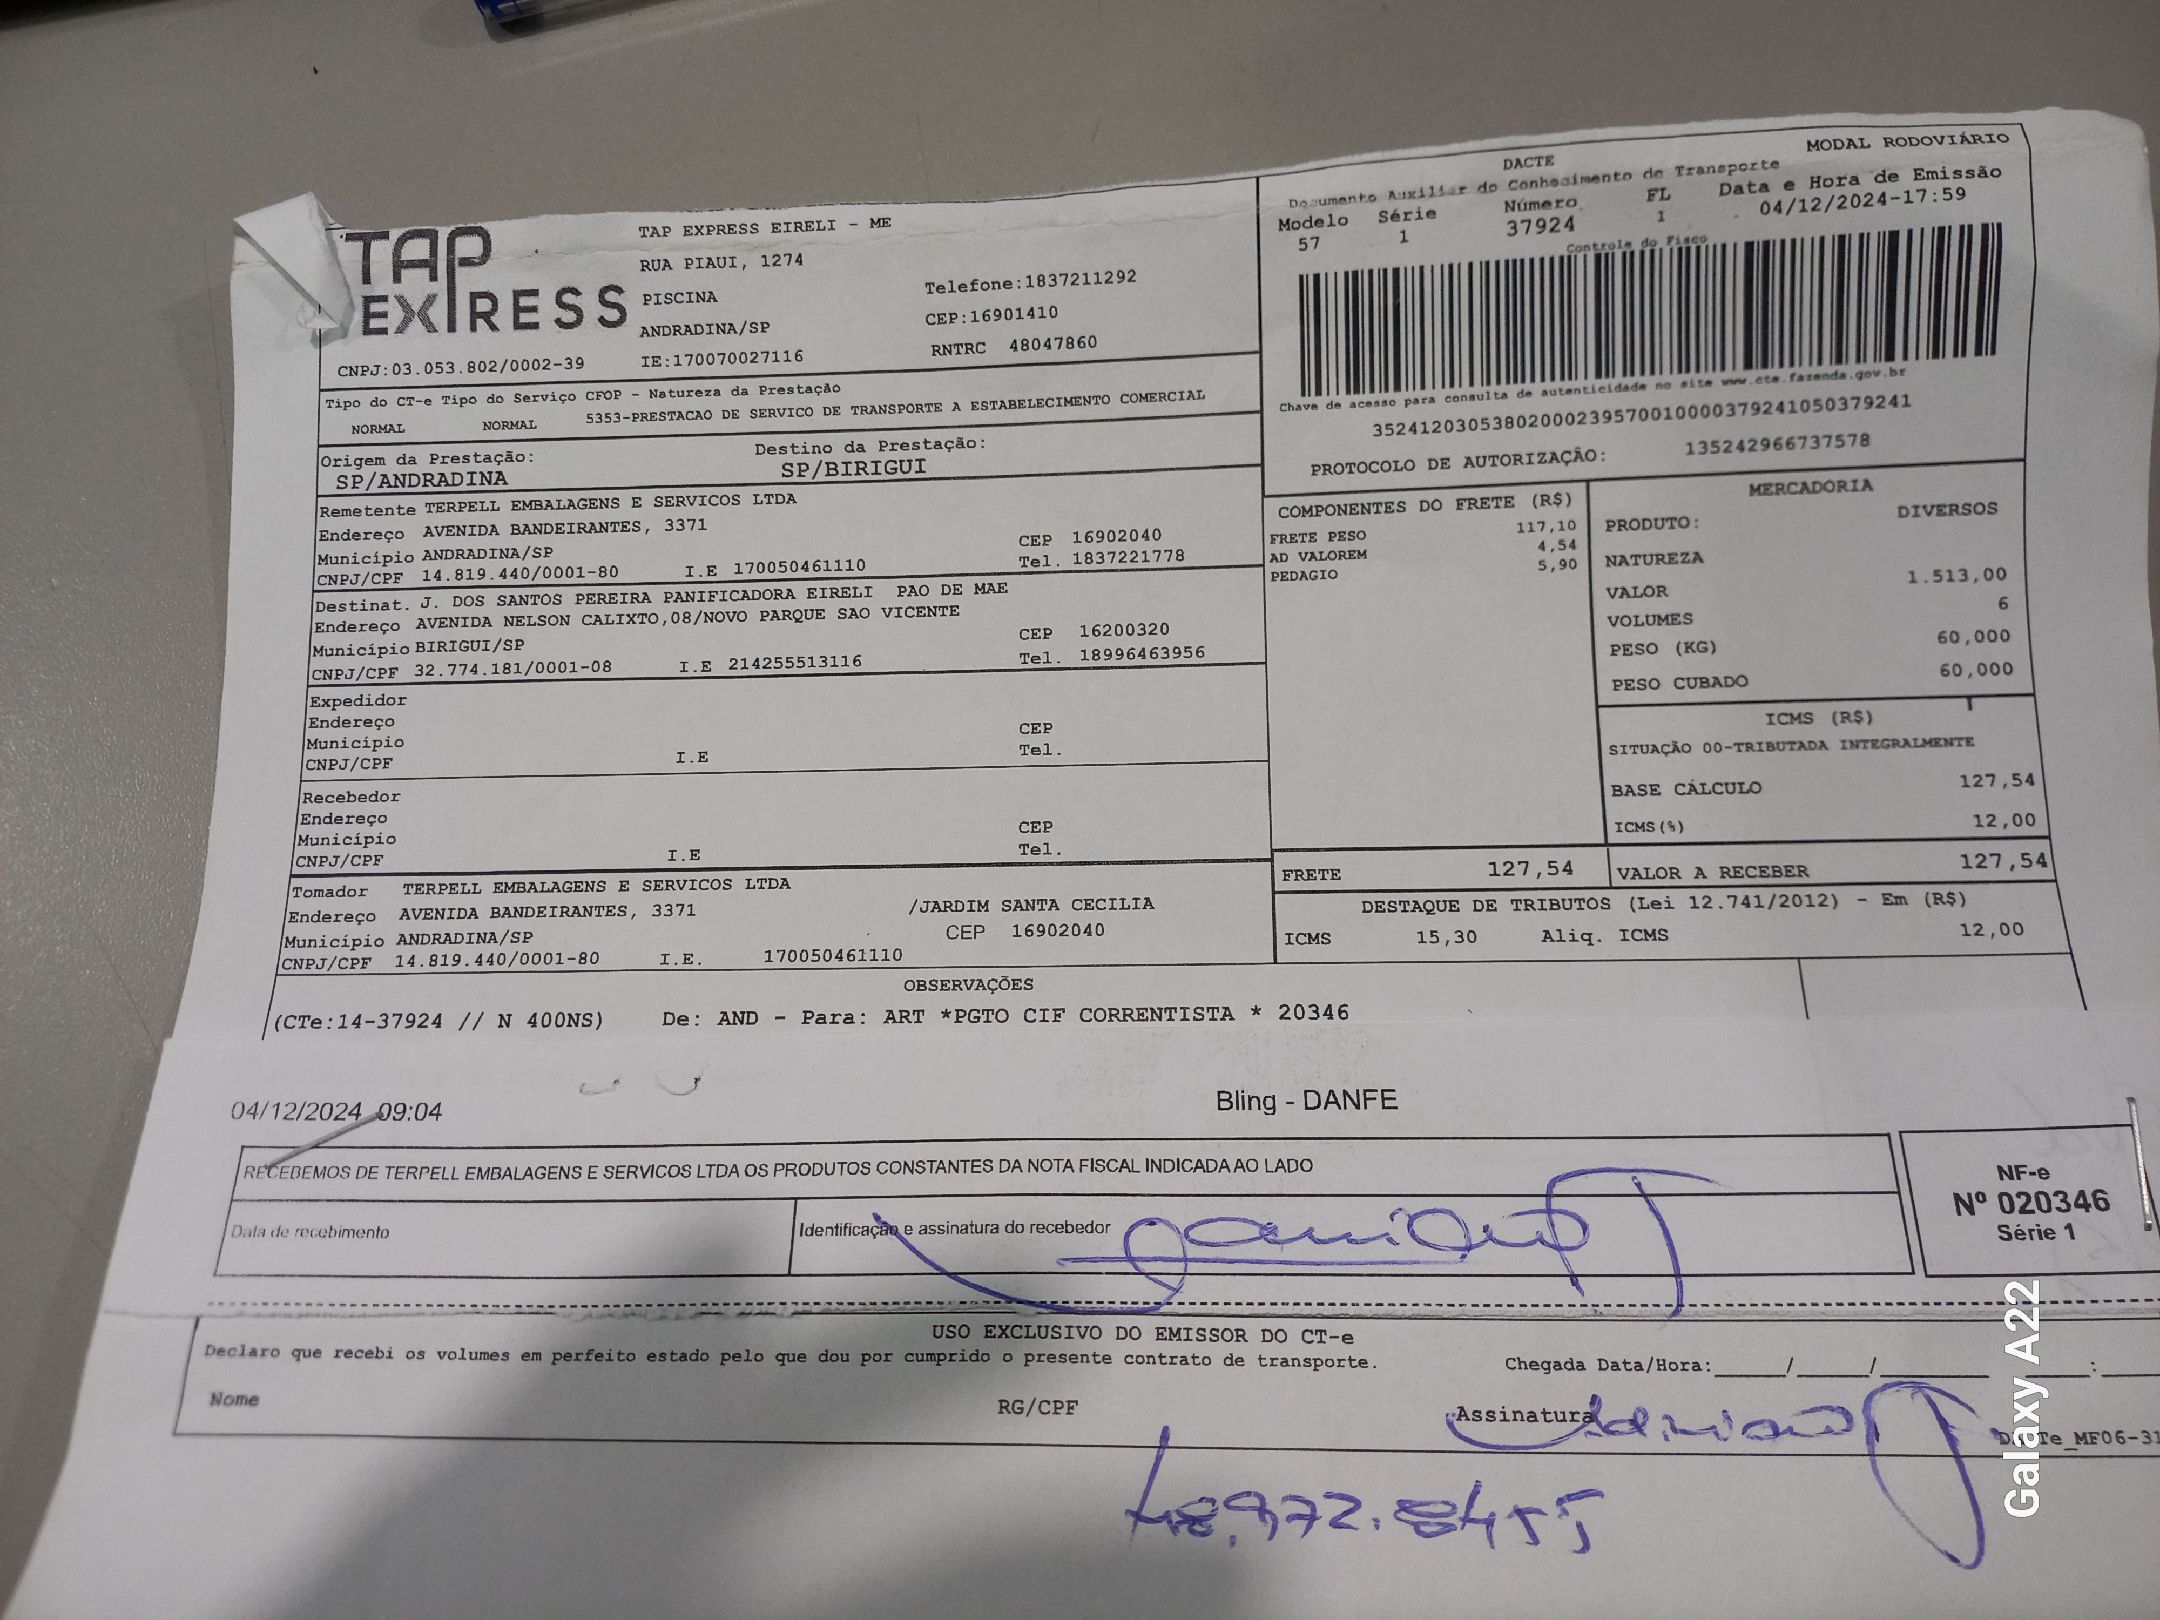 TAP EXPRESS
TAP EXPRESS EIRELI - ME
RUA PIAUI, 1274
PISCINA Telefone:1837211292
ANDRADINA/SP CEP:16901410
CNPJ:03.053.802/0002-39 IE:170070027116 RNTRC 48047860
MODAL RODOVIÁRIO
DACTE
Documento Auxiliar do Conhecimento de Transporte
Modelo Série Número FL Data e Hora de Emissão
57 1 37924 1 04/12/2024-17:59
Controle do Fisco
Chave de acesso para consulta de autenticidade no site www.cte.fazenda.gov.br
35241203053802000239570010000379241050379241
PROTOCOLO DE AUTORIZAÇÃO: 135242966737578
Tipo do CT-e Tipo do Serviço CFOP - Natureza da Prestação
NORMAL NORMAL 5353-PRESTACAO DE SERVICO DE TRANSPORTE A ESTABELECIMENTO COMERCIAL
Origem da Prestação: Destino da Prestação:
SP/ANDRADINA SP/BIRIGUI
Remetente TERPELL EMBALAGENS E SERVICOS LTDA
Endereço AVENIDA BANDEIRANTES, 3371
Município ANDRADINA/SP CEP 16902040
CNPJ/CPF 14.819.440/0001-80 I.E 170050461110 Tel. 1837221778
Destinat. J. DOS SANTOS PEREIRA PANIFICADORA EIRELI PAO DE MAE
Endereço AVENIDA NELSON CALIXTO,08/NOVO PARQUE SAO VICENTE
Município BIRIGUI/SP CEP 16200320
CNPJ/CPF 32.774.181/0001-08 I.E 214255513116 Tel. 18996463956
Expedidor
Endereço
Município CEP
CNPJ/CPF I.E Tel.
Recebedor
Endereço
Município CEP
CNPJ/CPF I.E Tel.
Tomador TERPELL EMBALAGENS E SERVICOS LTDA
Endereço AVENIDA BANDEIRANTES, 3371 /JARDIM SANTA CECILIA
Município ANDRADINA/SP CEP 16902040
CNPJ/CPF 14.819.440/0001-80 I.E. 170050461110
COMPONENTES DO FRETE (R$)
FRETE PESO 117,10
AD VALOREM 4,54
PEDAGIO 5,90
MERCADORIA
PRODUTO: DIVERSOS
NATUREZA
VALOR 1.513,00
VOLUMES 6
PESO (KG) 60,000
PESO CUBADO 60,000
ICMS (R$)
SITUAÇÃO 00-TRIBUTADA INTEGRALMENTE
BASE CÁLCULO 127,54
ICMS(%) 12,00
FRETE 127,54 VALOR A RECEBER 127,54
DESTAQUE DE TRIBUTOS (Lei 12.741/2012) - Em (R$)
ICMS 15,30 Aliq. ICMS 12,00
OBSERVAÇÕES
(CTe:14-37924 // N 400NS) De: AND - Para: ART *PGTO CIF CORRENTISTA * 20346
04/12/2024 09:04 Bling - DANFE
RECEBEMOS DE TERPELL EMBALAGENS E SERVICOS LTDA OS PRODUTOS CONSTANTES DA NOTA FISCAL INDICADA AO LADO
Data de recebimento Identificação e assinatura do recebedor
NF-e
Nº 020346
Série 1
USO EXCLUSIVO DO EMISSOR DO CT-e
Declaro que recebi os volumes em perfeito estado pelo que dou por cumprido o presente contrato de transporte.
Chegada Data/Hora:____/____/______ ____:____
Nome RG/CPF Assinatura
48.972.8455
Galaxy A22